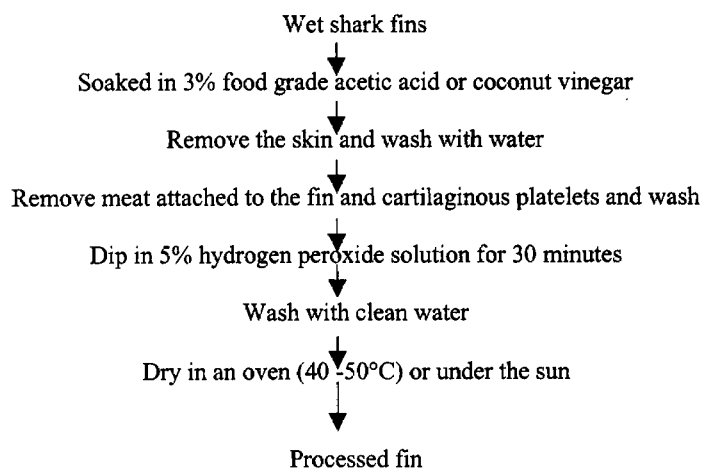 Wet shark fins
Soaked in 3% food grade acetic acid or coconut vinegar
Remove the skin and wash with water
Remove meat attached to the fin and cartilaginous platelets and wash
Dip in 5% hydrogen peroxide solution for 30 minutes
Wash with clean water
Dry in an oven (40 -50°C) or under the sun
Processed fin